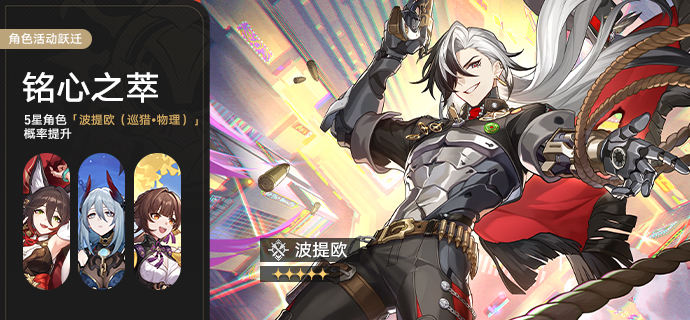 角色活动跃迁
铭心之萃
5星角色「波提欧（巡猎•物理）」
概率提升
波提欧